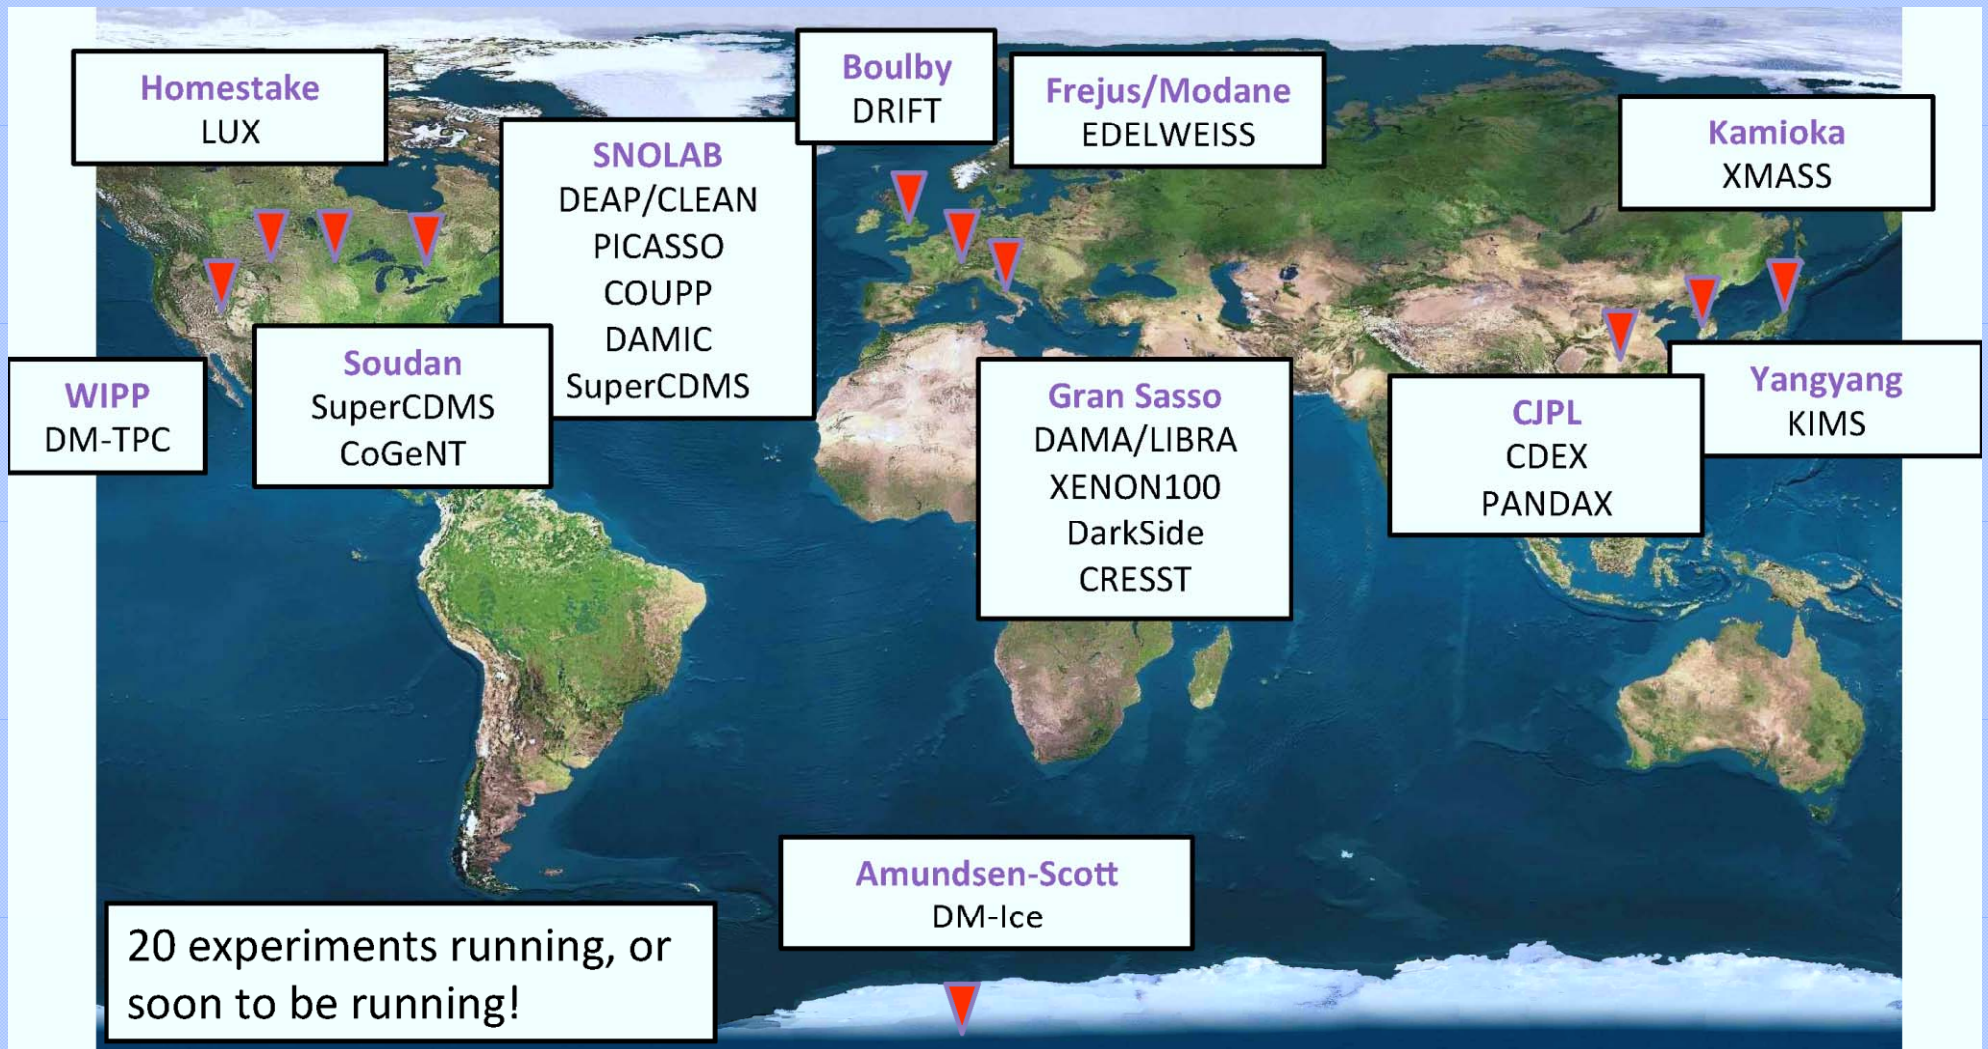 Homestake
LUX
SNOLAB
DEAP/CLEAN
PICASSO
COUPP
DAMIC
SuperCDMS
Boulby
DRIFT
Frejus/Modane
EDELWEISS
Kamioka
XMASS
WIPP
DM-TPC
Soudan
SuperCDMS
CoGeNT
Gran Sasso
DAMA/LIBRA
XENON100
DarkSide
CRESST
CJPL
CDEX
PANDAX
Yangyang
KIMS
Amundsen-Scott
DM-Ice
20 experiments running, or
soon to be running!